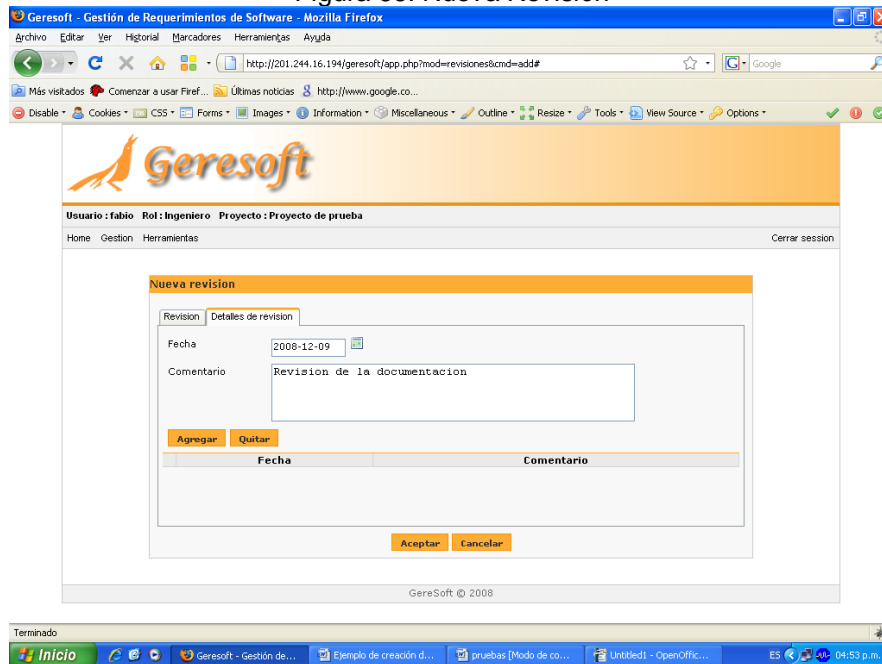 Geresoft - Gestión de Requerimientos de Software - Mozilla Firefox
Archivo Editar Ver Historial Marcadores Herramientas Ayuda
http://201.244.16.194/geresoft/app.php?mod=revisiones&cmd=add#
Google
Más visitados Comenzar a usar Firef... Últimas noticias http://www.google.co...
Disable Cookies CSS Forms Images Information Miscellaneous Outline Resize Tools View Source Options
Geresoft
Usuario : fabio Rol : Ingeniero Proyecto : Proyecto de prueba
Home Gestion Herramientas Cerrar session
Nueva revision
Revision Detalles de revision
Fecha 2008-12-09
Comentario Revision de la documentacion
Agregar Quitar
Fecha Comentario
Aceptar Cancelar
GereSoft © 2008
Terminado
Inicio Geresoft - Gestión de... Ejemplo de creación d... pruebas [Modo de co... Untitled1 - OpenOffic... ES 04:53 p.m.